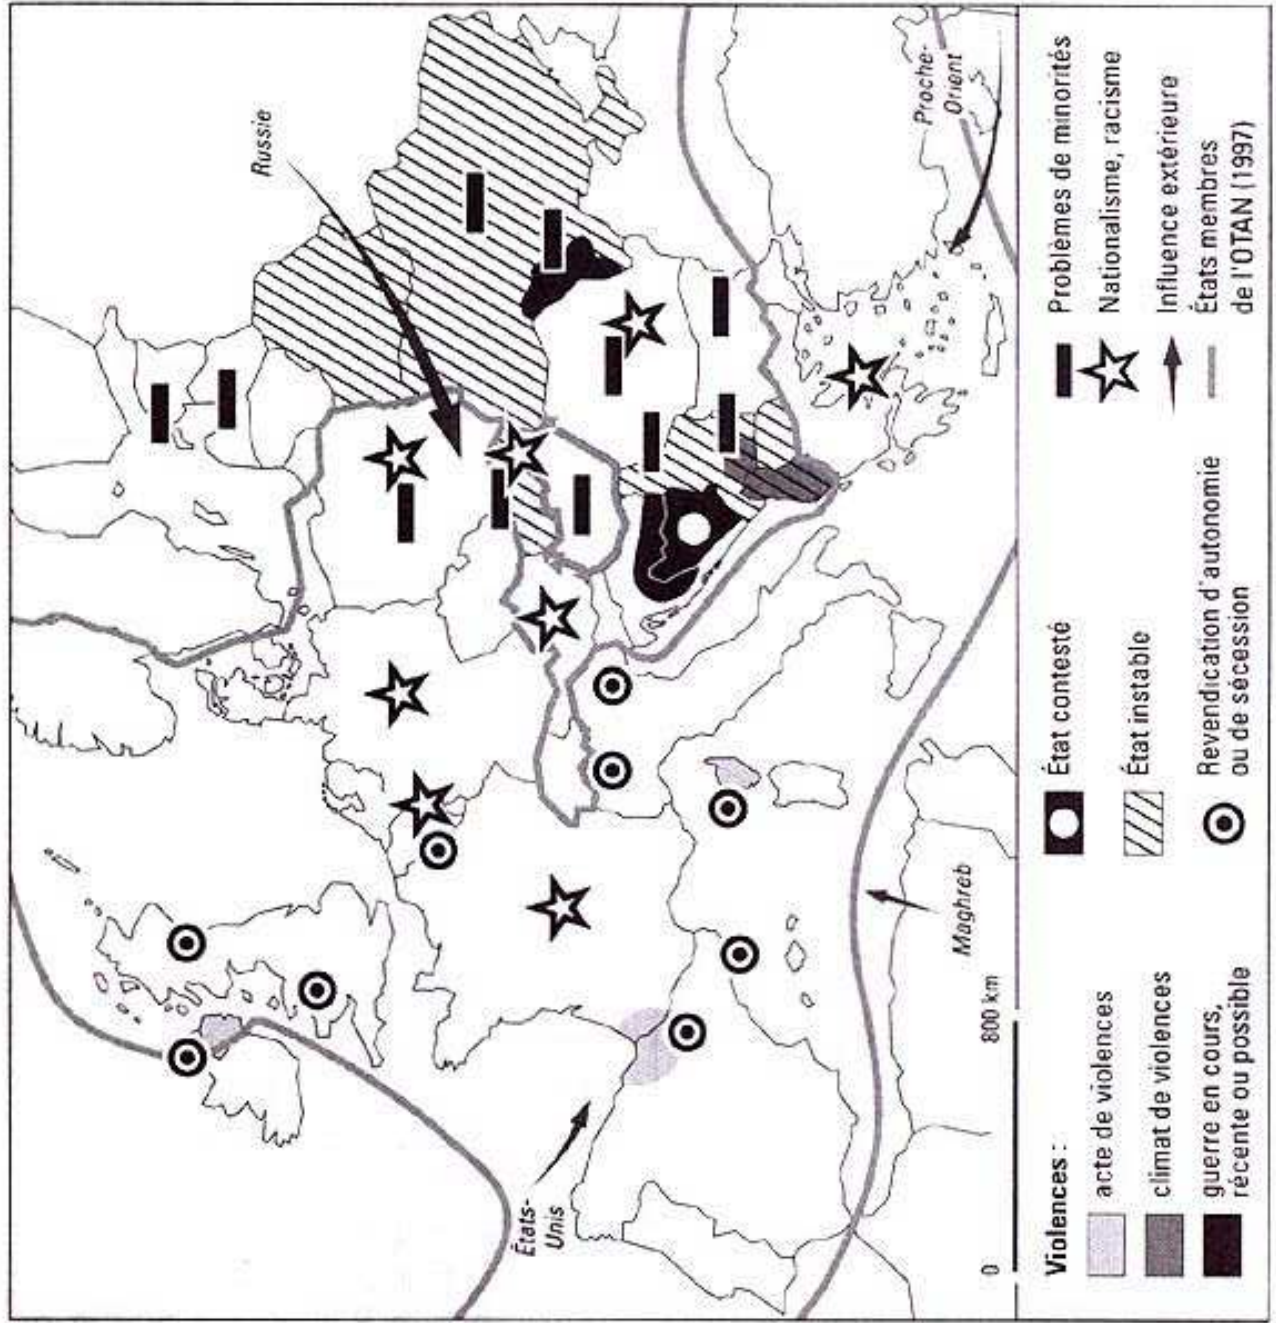 Russie
Proche-
Orient
États-
Unis
Maghreb
0
800 km
Violences :
acte de violences
climat de violences
guerre en cours,
récente ou possible
État contesté
État instable
Revendication d'autonomie
ou de sécession
Problèmes de minorités
Nationalisme, racisme
Influence extérieure
États membres
de l'OTAN (1997)